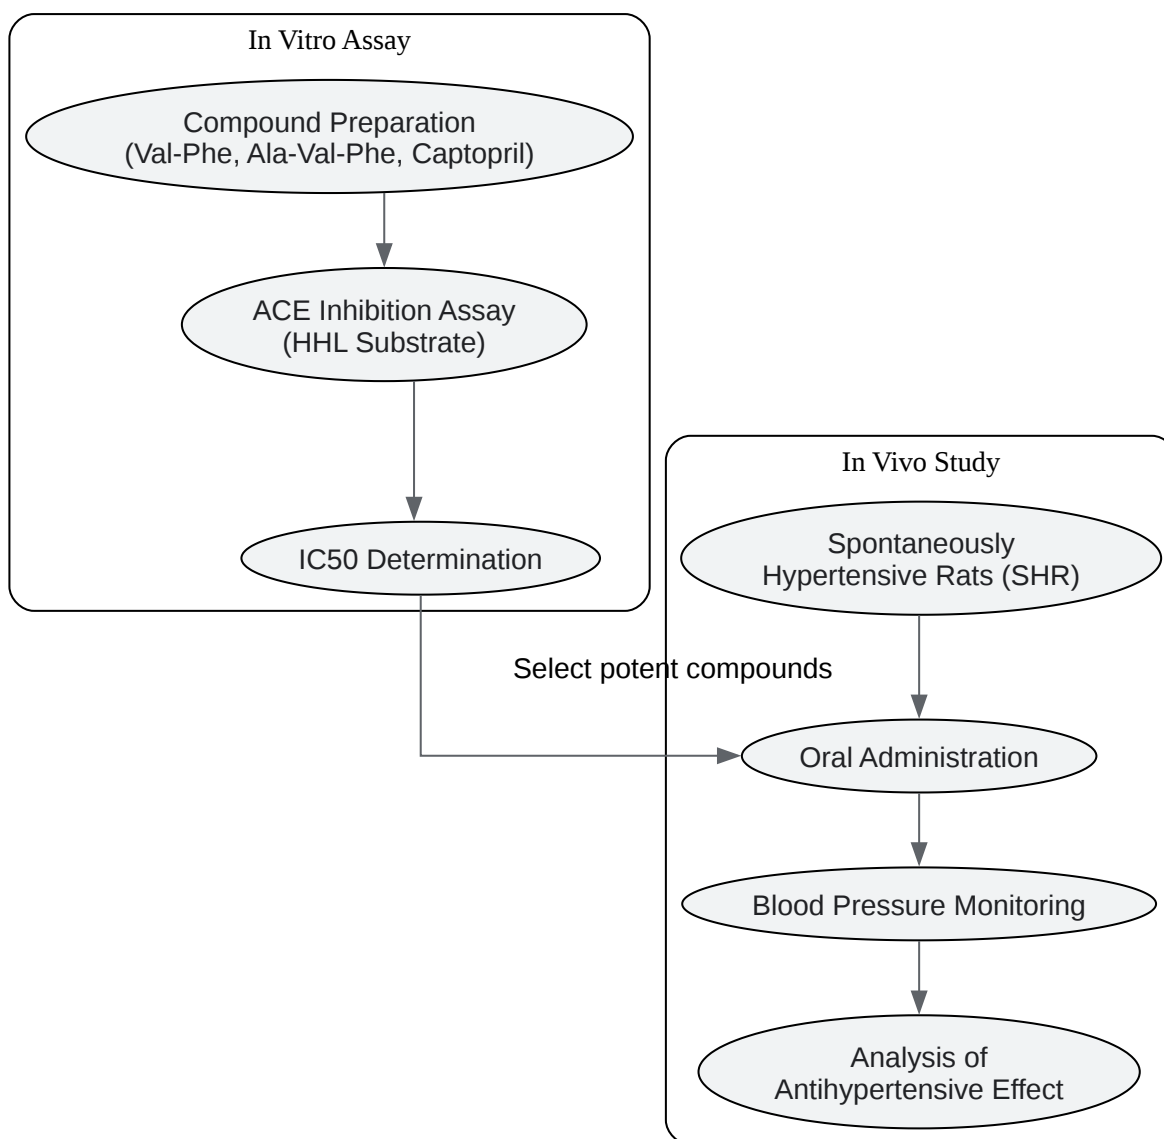 In Vitro Assay
Compound Preparation
(Val-Phe, Ala-Val-Phe, Captopril)
ACE Inhibition Assay
(HHL Substrate)
IC50 Determination
Select potent compounds
In Vivo Study
Spontaneously
Hypertensive Rats (SHR)
Oral Administration
Blood Pressure Monitoring
Analysis of
Antihypertensive Effect